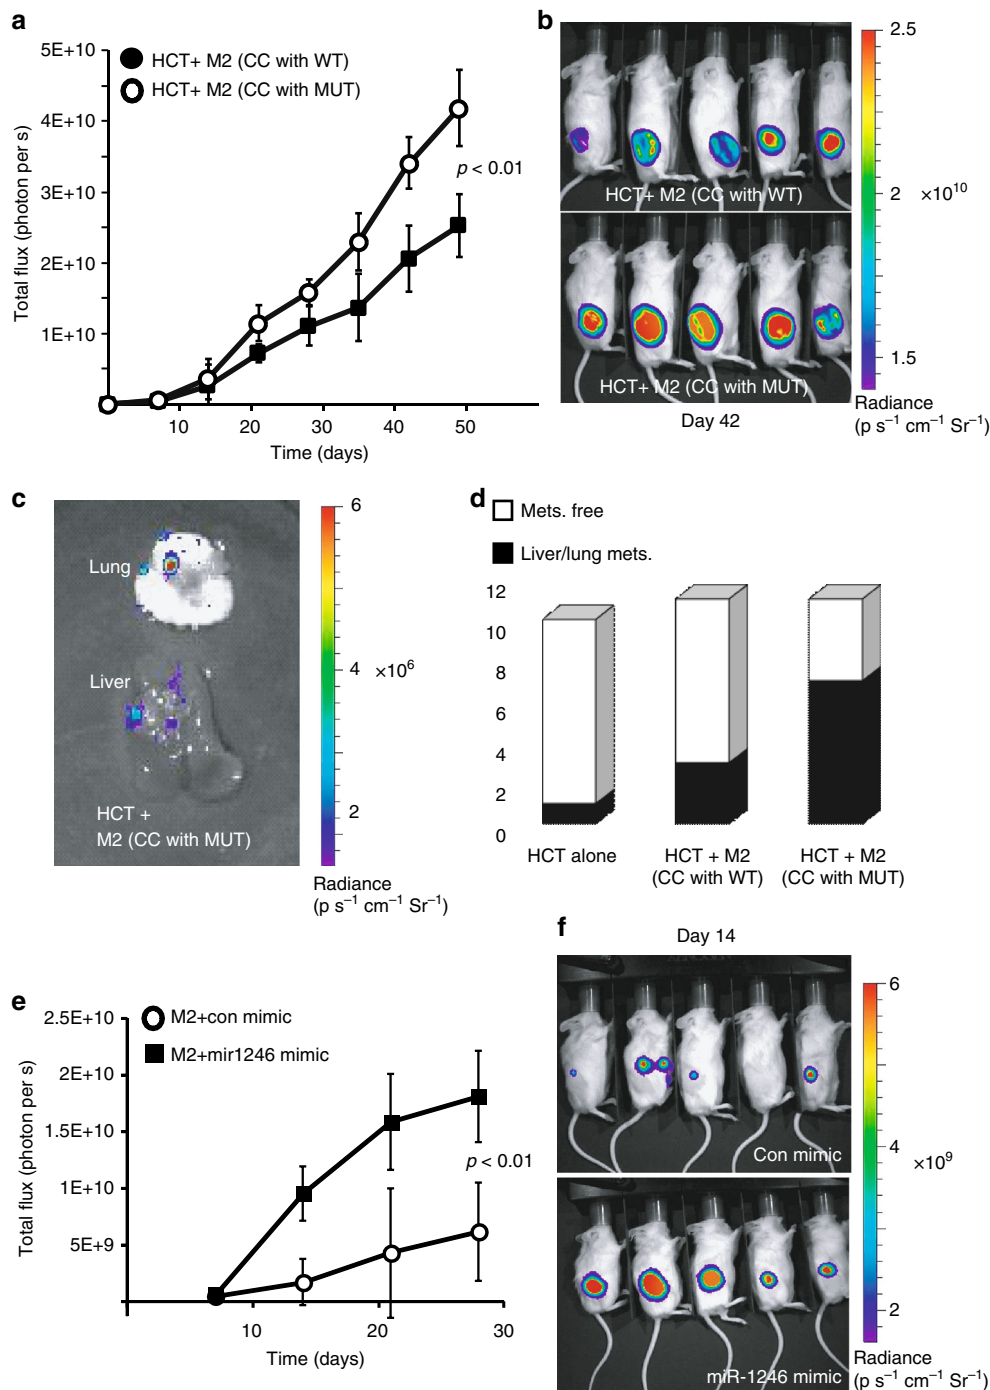 a
5E+10
4E+10
3E+10
2E+10
1E+10
Total flux (photon per s)
HCT+ M2 (CC with WT)
HCT+ M2 (CC with MUT)
p < 0.01
10 20 30 40 50
Time (days)
b
HCT+ M2 (CC with WT)
HCT+ M2 (CC with MUT)
Day 42
2.5
2 ×10¹⁰
1.5
Radiance
(p s⁻¹ cm⁻¹ Sr⁻¹)
c
Lung
Liver
HCT +
M2 (CC with MUT)
6
4 ×10⁶
2
Radiance
(p s⁻¹ cm⁻¹ Sr⁻¹)
d
Mets. free
Liver/lung mets.
12
10
8
6
4
2
0
HCT alone
HCT + M2
(CC with WT)
HCT + M2
(CC with MUT)
e
2.5E+10
2E+10
1.5E+10
1E+10
5E+9
Total flux (photon per s)
M2+con mimic
M2+mir1246 mimic
p < 0.01
10 20 30
Time (days)
f
Day 14
Con mimic
miR-1246 mimic
6
4 ×10⁹
2
Radiance
(p s⁻¹ cm⁻¹ Sr⁻¹)